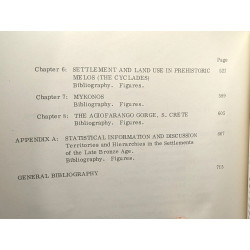 Page
Chapter 6: SETTLEMENT AND LAND USE IN PREHISTORIC
MELOS (THE CYCLADES)
Bibliography. Figures.
Chapter 7: MYKONOS
Bibliography. Figures.
Chapter 8: THE AGIOFARANGO GORGE, S. CRETE
Bibliography. Figures.
APPENDIX A: STATISTICAL INFORMATION AND DISCUSSION
Territories and Hierarchies in the Settlements
of the Late Bronze Age.
Bibliography. Figures.
GENERAL BIBLIOGRAPHY